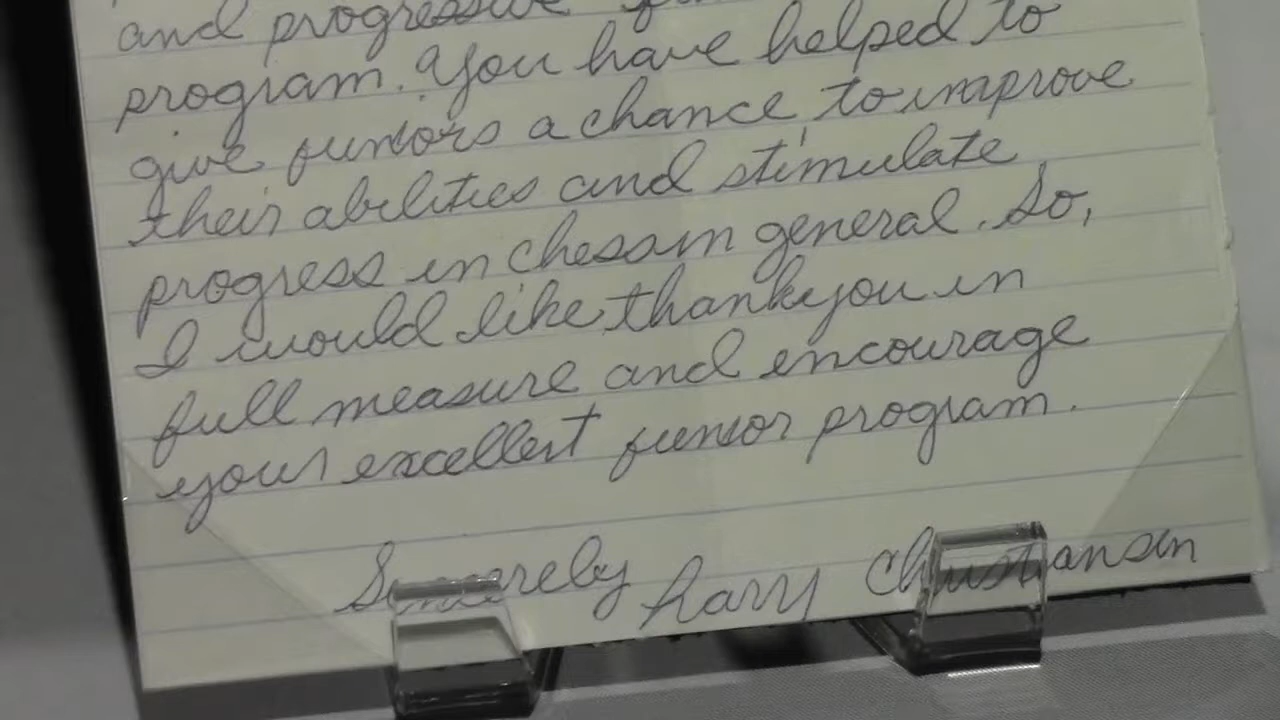 and progressive
program. You have helped to
give juniors a chance to improve
their abilities and stimulate
progress in chess in general. So,
I would like thank you in
full measure and encourage
your excellent junior program.
Sincerely Larry Christiansen